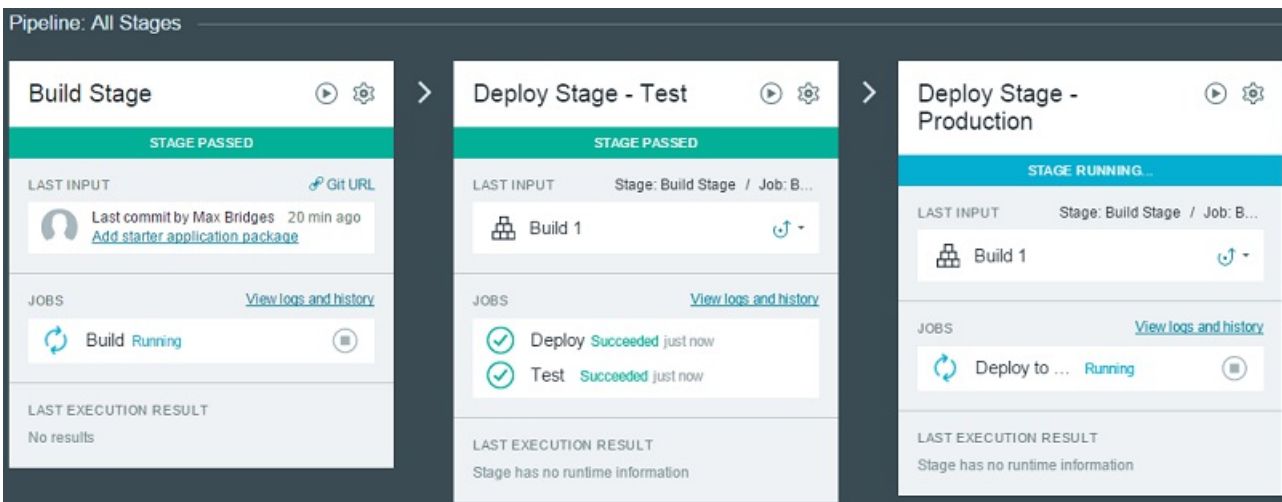 Pipeline: All Stages
Build Stage
STAGE PASSED
LAST INPUT Git URL
Last commit by Max Bridges 20 min ago
Add starter application package
JOBS View logs and history
Build Running
LAST EXECUTION RESULT
No results
Deploy Stage - Test
STAGE PASSED
LAST INPUT Stage: Build Stage / Job: B...
Build 1
JOBS View logs and history
Deploy Succeeded just now
Test Succeeded just now
LAST EXECUTION RESULT
Stage has no runtime information
Deploy Stage -
Production
STAGE RUNNING...
LAST INPUT Stage: Build Stage / Job: B...
Build 1
JOBS View logs and history
Deploy to ... Running
LAST EXECUTION RESULT
Stage has no runtime information